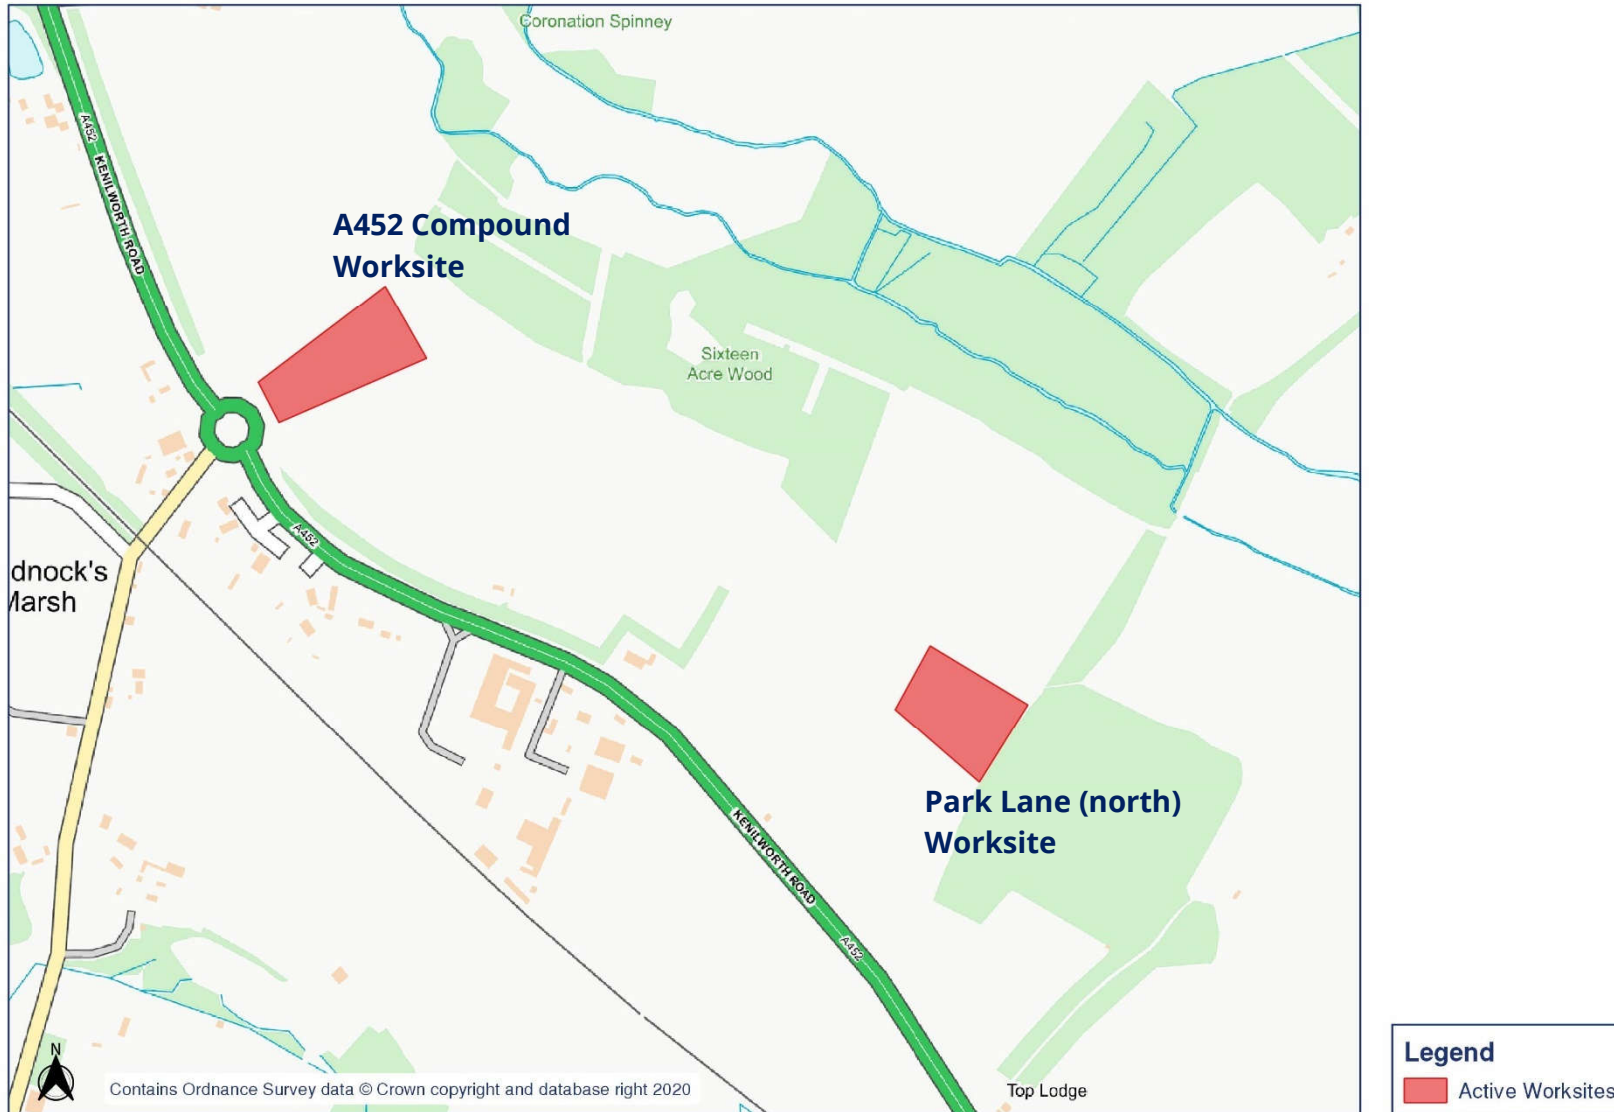 Coronation Spinney
A452
KENILWORTH ROAD
A452 Compound
Worksite
Sixteen
Acre Wood
A452
dnock's
Marsh
Park Lane (north)
Worksite
KENILWORTH ROAD
A452
N
Contains Ordnance Survey data © Crown copyright and database right 2020
Top Lodge
Legend
Active Worksites